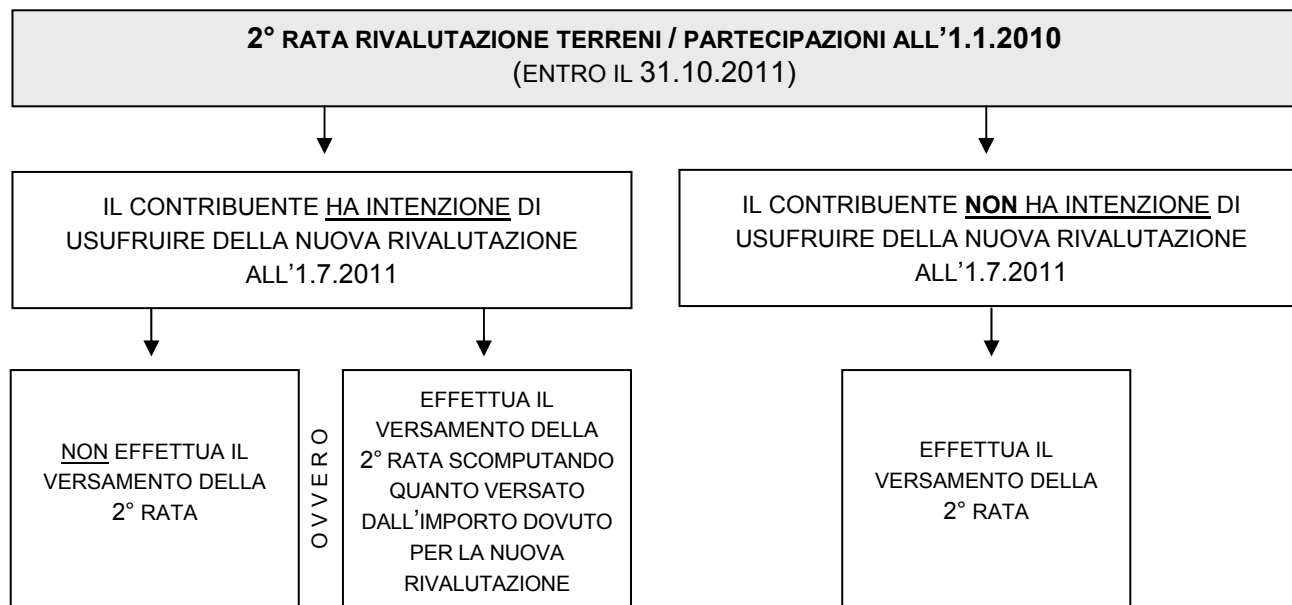 2° RATA RIVALUTAZIONE TERRENI / PARTECIPAZIONI ALL'1.1.2010
(ENTRO IL 31.10.2011)
IL CONTRIBUENTE HA INTENZIONE DI
USUFRUIRE DELLA NUOVA RIVALUTAZIONE
ALL'1.7.2011
IL CONTRIBUENTE NON HA INTENZIONE DI
USUFRUIRE DELLA NUOVA RIVALUTAZIONE
ALL'1.7.2011
NON EFFETTUA IL
VERSAMENTO DELLA
2° RATA
OVVERO
EFFETTUA IL
VERSAMENTO DELLA
2° RATA SCOMPUTANDO
QUANTO VERSATO
DALL'IMPORTO DOVUTO
PER LA NUOVA
RIVALUTAZIONE
EFFETTUA IL
VERSAMENTO DELLA
2° RATA